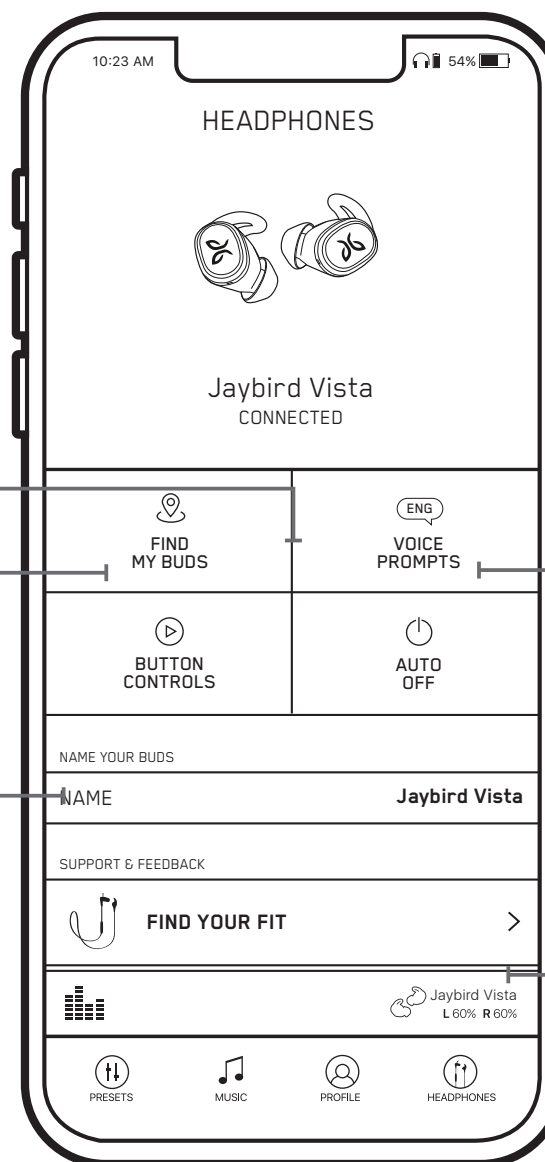 10:23 AM 54%
HEADPHONES
Jaybird Vista
CONNECTED
FIND
MY BUDS
ENG
VOICE
PROMPTS
BUTTON
CONTROLS
AUTO
OFF
NAME YOUR BUDS
NAME Jaybird Vista
SUPPORT & FEEDBACK
FIND YOUR FIT
Jaybird Vista
L 60% R 60%
PRESETS MUSIC PROFILE HEADPHONES